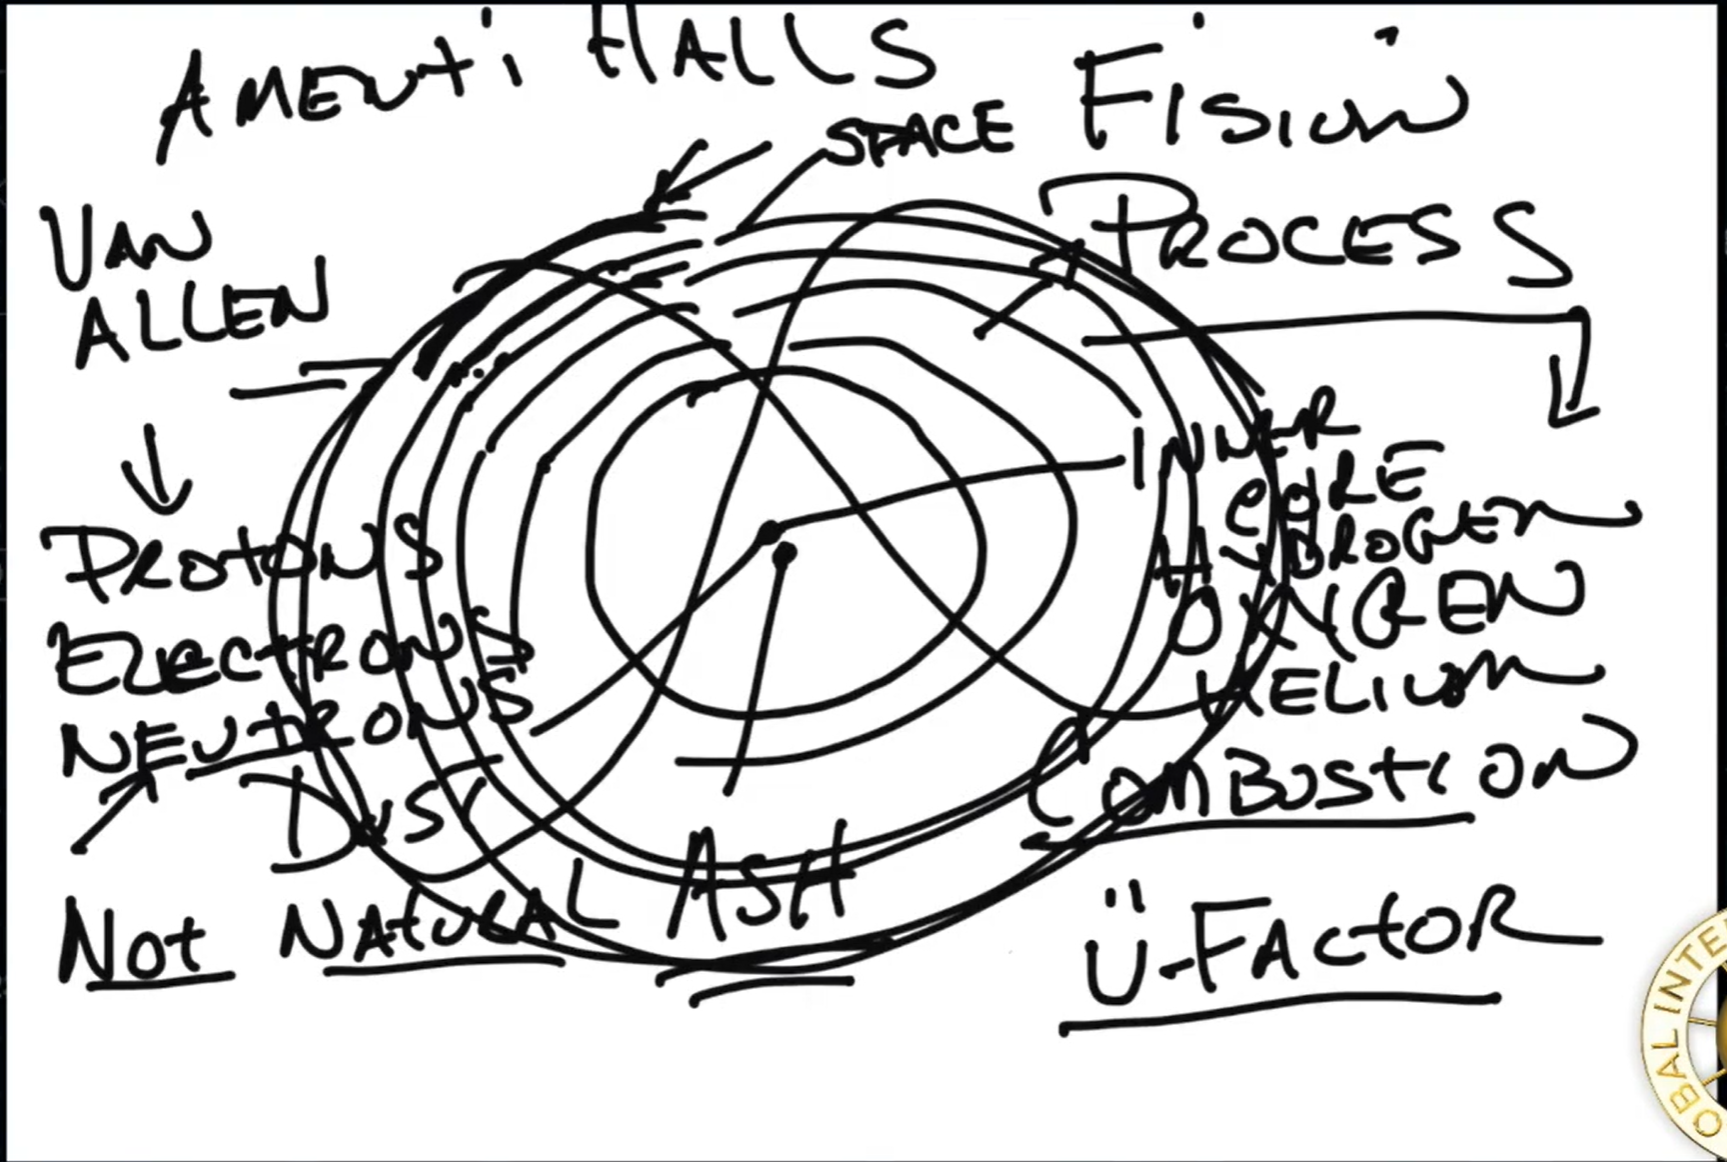 AMENTI HALLS
SPACE
FISION
PROCESS
VAN
ALLEN
PROTONS
ELECTRONS
NEUTRONS
DUST
NOT NATURAL
ASH
INNER
CORE
HYDROGEN
OXYGEN
HELIUM
COMBUSTION
Ü-FACTOR
OBAL INTE